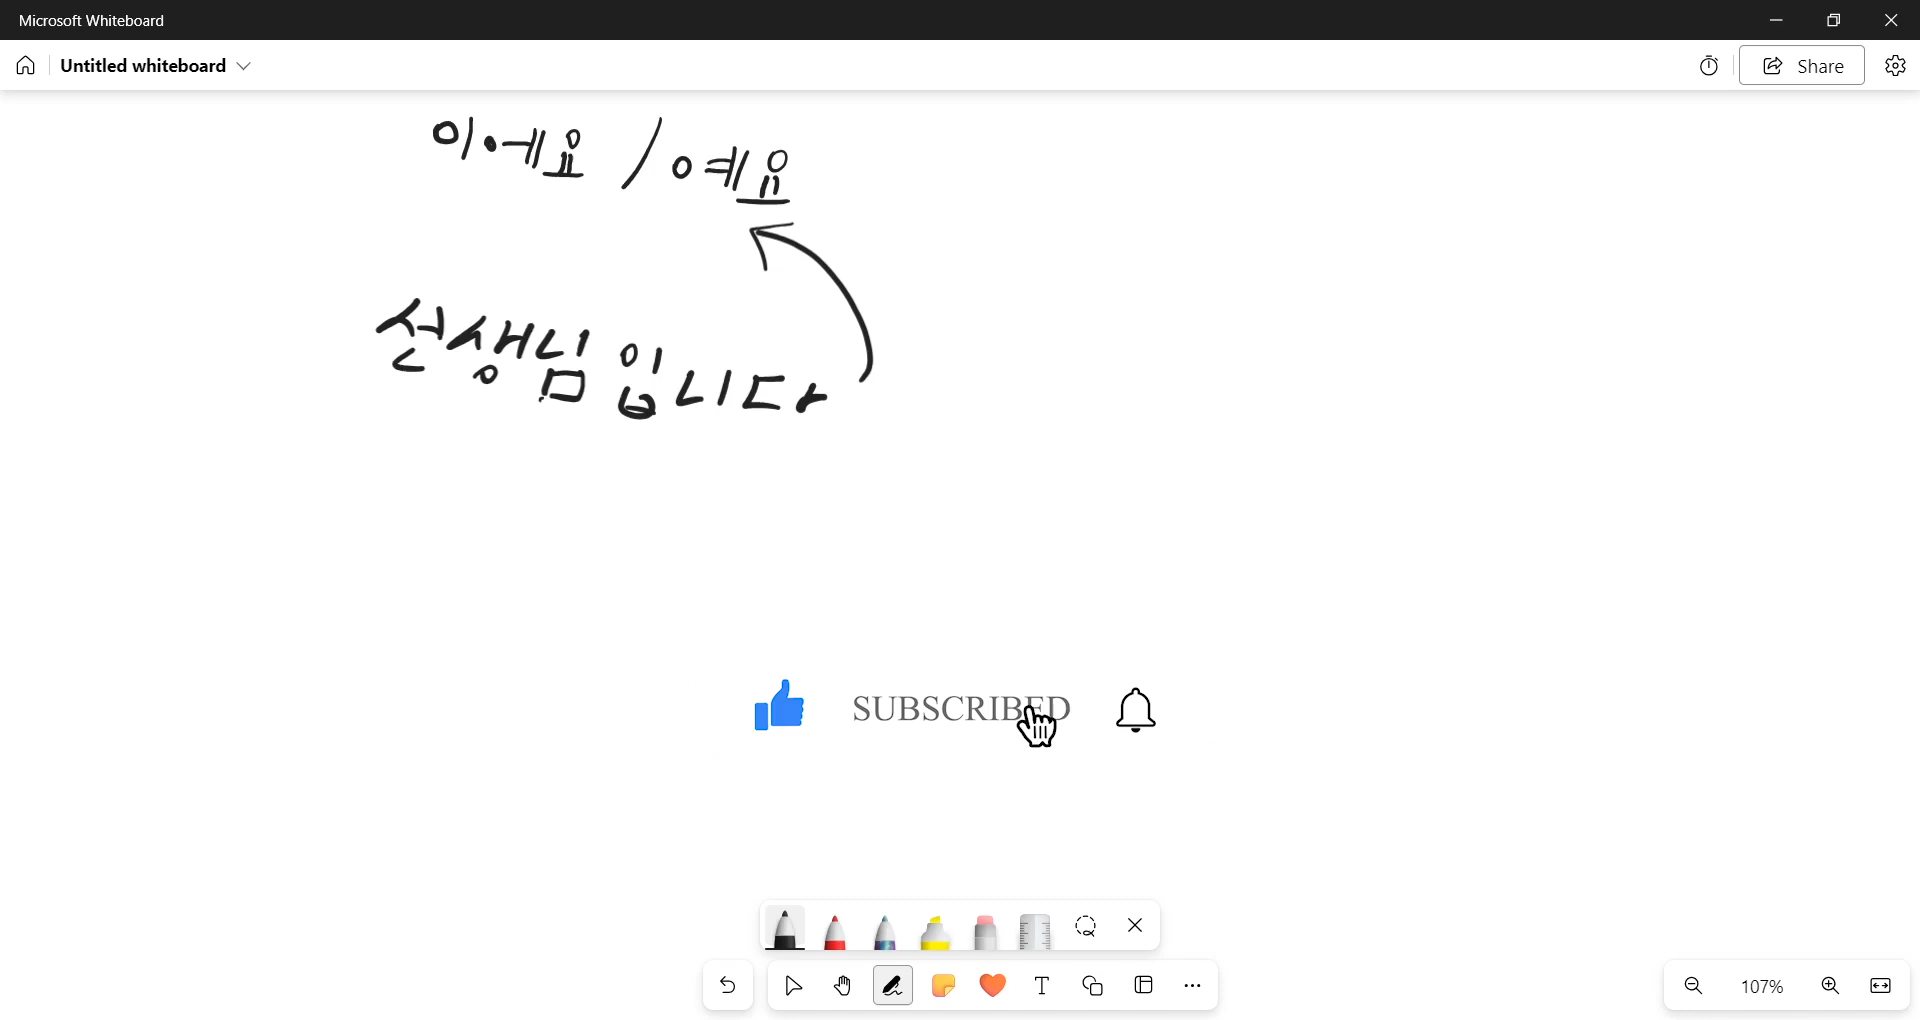 Microsoft Whiteboard
Untitled whiteboard
Share
이에요 / 예요
선생님 입니다
SUBSCRIBED
107%